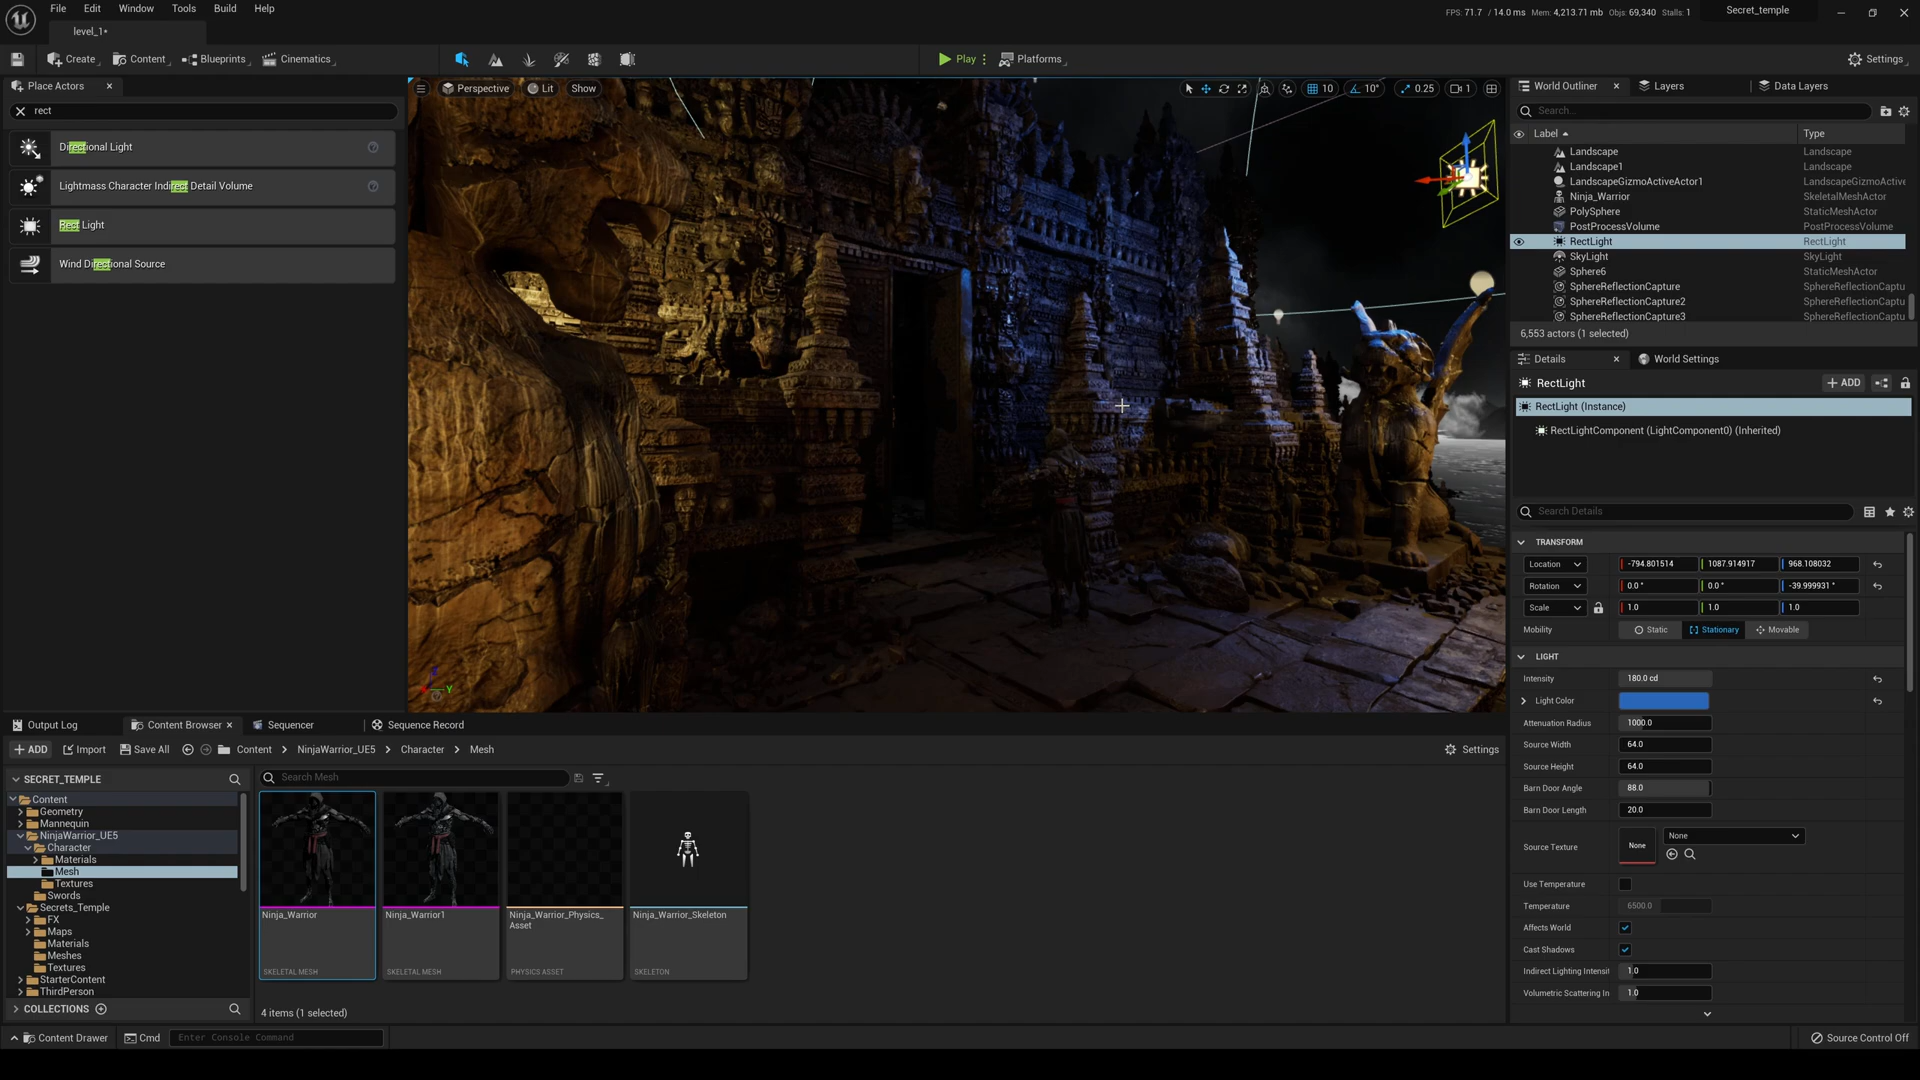 File Edit Window Tools Build Help
FPS: 71.7 / 14.0 ms Mem: 4,213.71 mb Objs: 69,340 Stalls: 1
Secret_temple
level_1•
Create
Content
Blueprints
Cinematics
Play
Platforms
Settings
Place Actors
rect
Directional Light
Lightmass Character Indirect Detail Volume
Rect Light
Wind Directional Source
Perspective
Lit
Show
10
10°
0.25
1
Y
World Outliner
Layers
Data Layers
Search...
Label
Type
Landscape Landscape
Landscape1 Landscape
LandscapeGizmoActiveActor1 LandscapeGizmoActive
Ninja_Warrior SkeletalMeshActor
PolySphere StaticMeshActor
PostProcessVolume PostProcessVolume
RectLight RectLight
SkyLight SkyLight
Sphere6 StaticMeshActor
SphereReflectionCapture SphereReflectionCaptu
SphereReflectionCapture2 SphereReflectionCaptu
SphereReflectionCapture3 SphereReflectionCaptu
6,553 actors (1 selected)
Details
World Settings
RectLight
ADD
RectLight (Instance)
RectLightComponent (LightComponent0) (Inherited)
Search Details
TRANSFORM
Location -794.801514 1087.914917 968.108032
Rotation 0.0 ° 0.0 ° -39.999931 °
Scale 1.0 1.0 1.0
Mobility Static Stationary Movable
LIGHT
Intensity 180.0 cd
Light Color
Attenuation Radius 1000.0
Source Width 64.0
Source Height 64.0
Barn Door Angle 88.0
Barn Door Length 20.0
Source Texture None None
Use Temperature
Temperature 6500.0
Affects World
Cast Shadows
Indirect Lighting Intensit 1.0
Volumetric Scattering In 1.0
Output Log
Content Browser
Sequencer
Sequence Record
ADD
Import
Save All
Content
NinjaWarrior_UE5
Character
Mesh
Settings
SECRET_TEMPLE
Content
Geometry
Mannequin
NinjaWarrior_UE5
Character
Materials
Mesh
Textures
Swords
Secrets_Temple
FX
Maps
Materials
Meshes
Textures
StarterContent
ThirdPerson
COLLECTIONS
Search Mesh
Ninja_Warrior
SKELETAL MESH
Ninja_Warrior1
SKELETAL MESH
Ninja_Warrior_Physics_
Asset
PHYSICS ASSET
Ninja_Warrior_Skeleton
SKELETON
4 items (1 selected)
Content Drawer
Cmd
Enter Console Command
Source Control Off